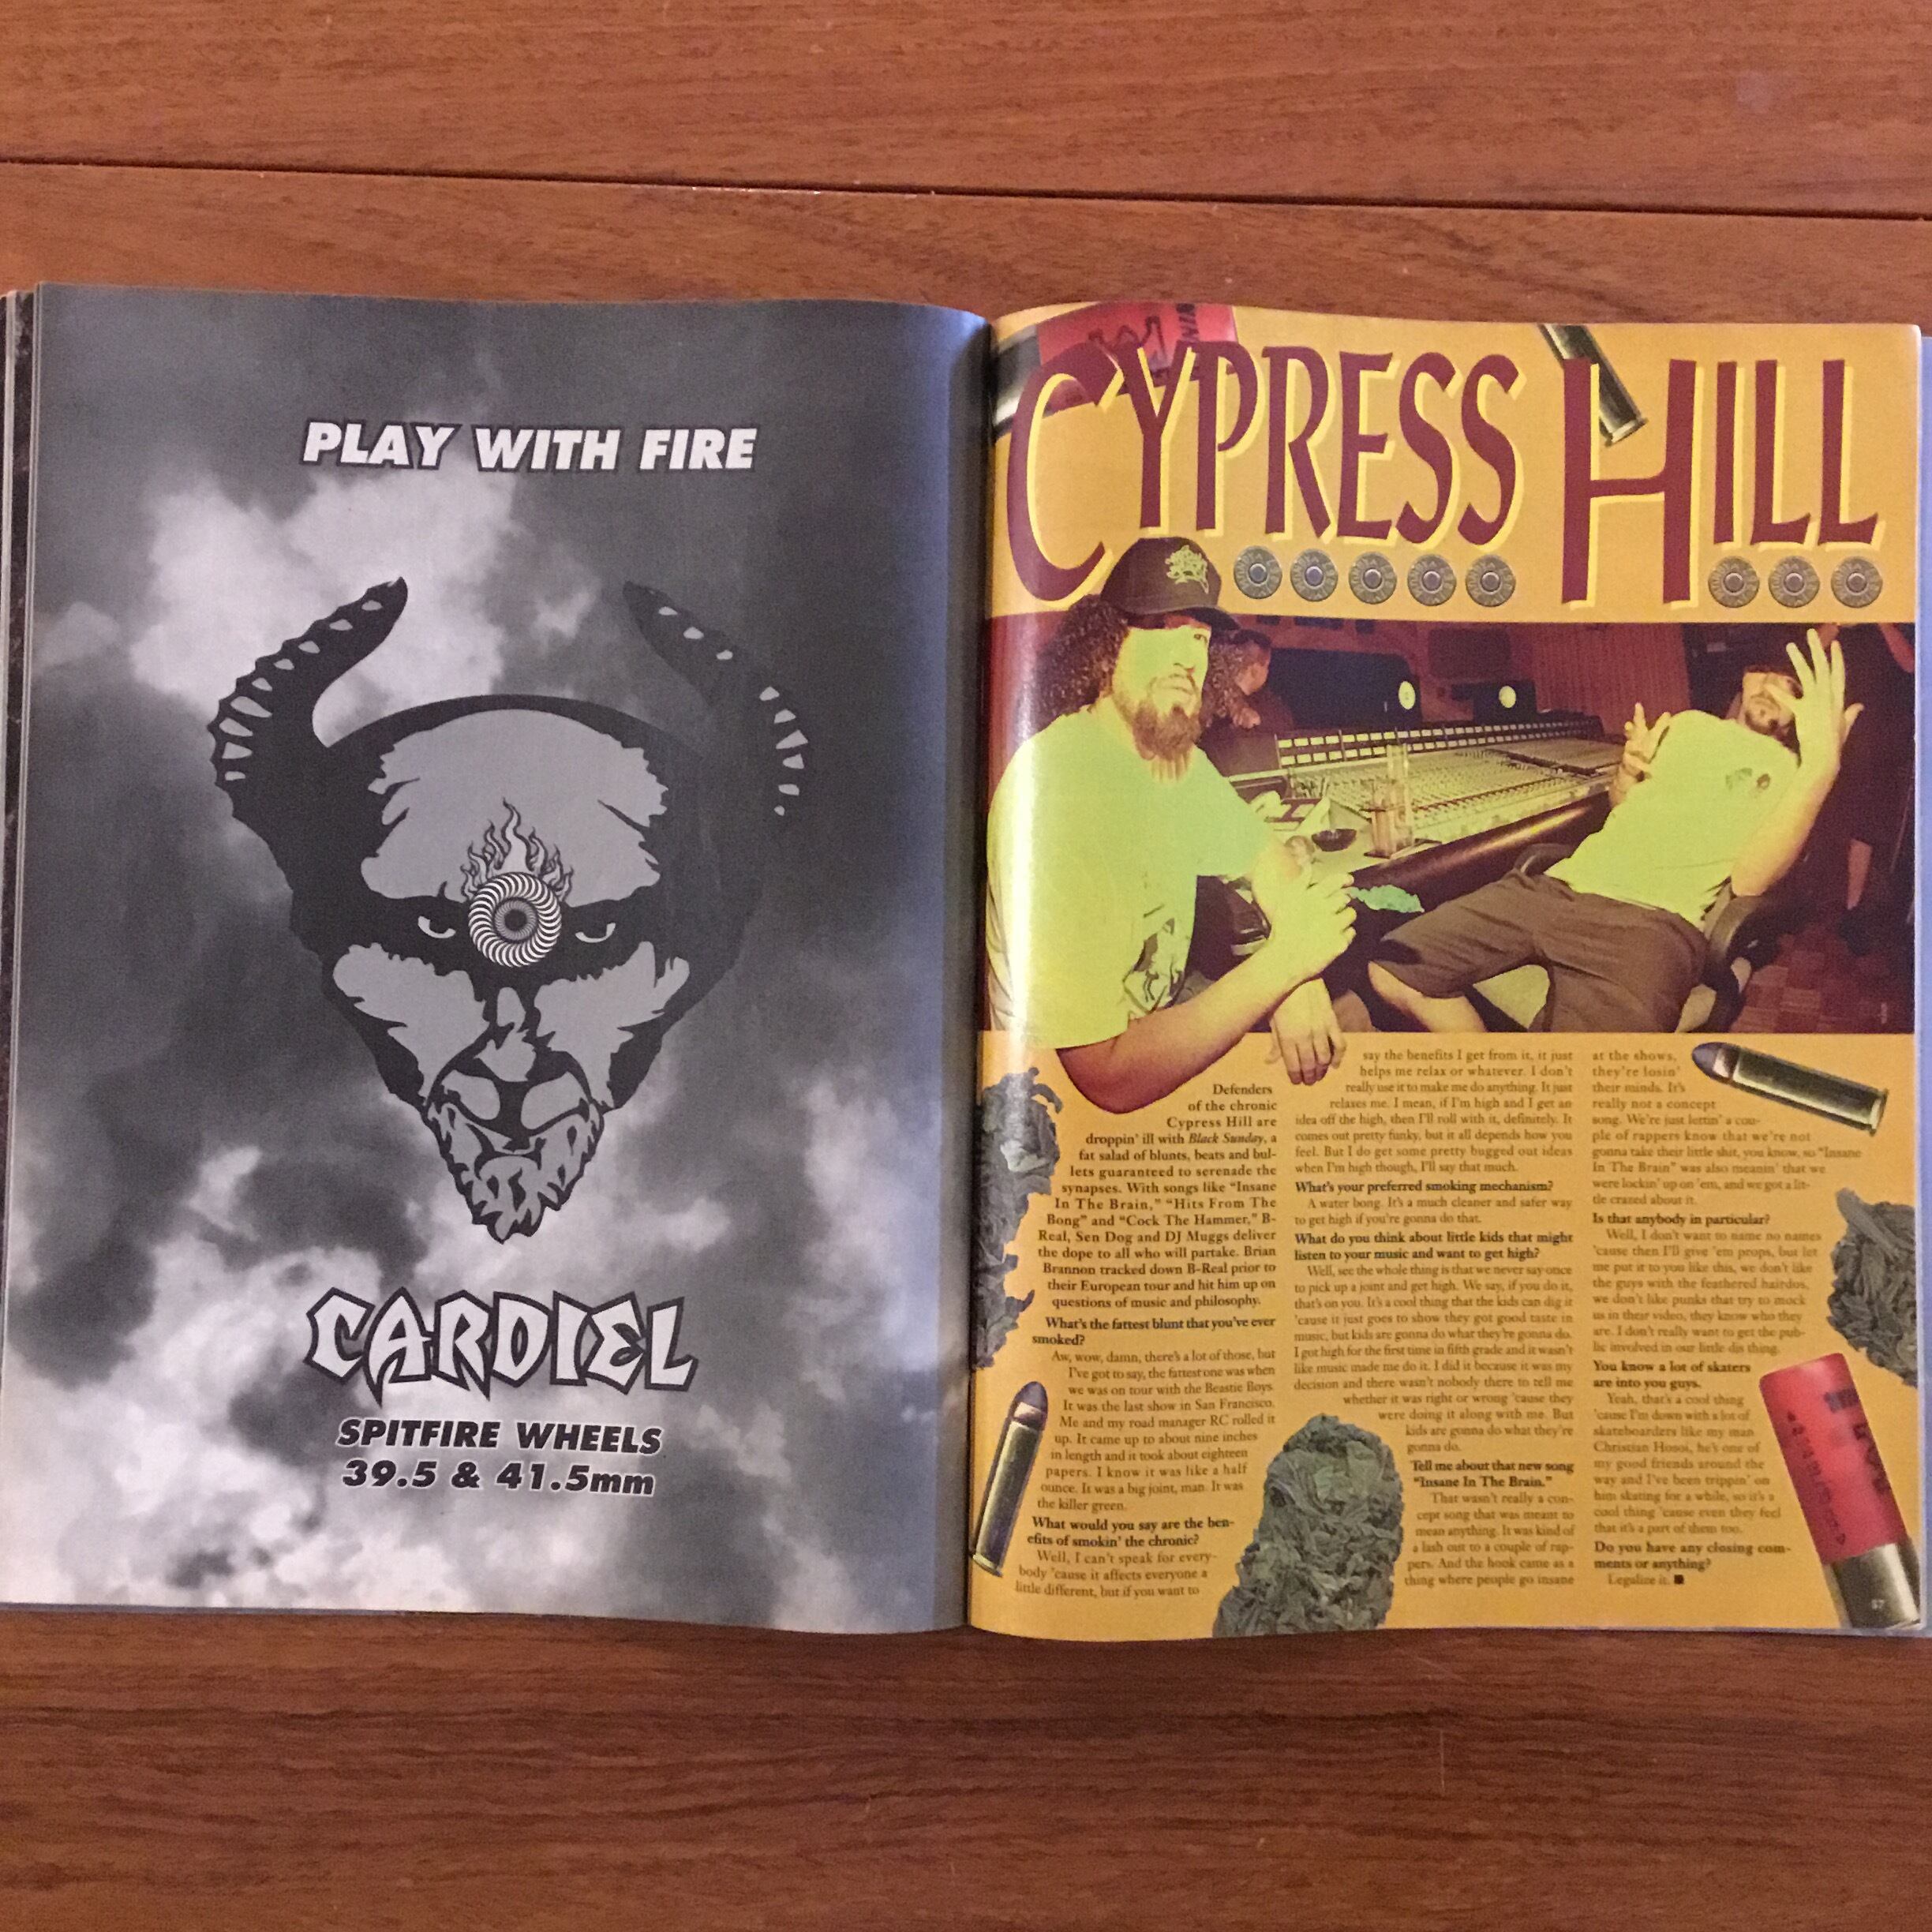 PLAY WITH FIRE
CARDIEL
SPITFIRE WHEELS
39.5 & 41.5mm
CYPRESS HILL
Defenders
of the chronic
Cypress Hill are
droppin' ill with Black Sunday, a
fat salad of blunts, beats and bul-
lets guaranteed to serenade the
synapses. With songs like "Insane
In The Brain," "Hits From The
Bong" and "Cock The Hammer," B-
Real, Sen Dog and DJ Muggs deliver
the dope to all who will partake. Brian
Brannon tracked down B-Real prior to
their European tour and hit him up on
questions of music and philosophy.
What's the fattest blunt that you've ever
smoked?
Aw, wow, damn, there's a lot of those, but
I've got to say, the fattest one was when
we was on tour with the Beastie Boys.
It was the last show in San Francisco.
Me and my road manager RC rolled it
up. It came up to about nine inches
in length and it took about eighteen
papers. I know it was like a half
ounce. It was a big joint, man. It was
the killer green.
What would you say are the ben-
efits of smokin' the chronic?
Well, I can't speak for every-
body 'cause it affects everyone a
little different, but if you want to
say the benefits I get from it, it just
helps me relax or whatever. I don't
really use it to make me do anything. It just
relaxes me. I mean, if I'm high and I get an
idea off the high, then I'll roll with it, definitely. It
comes out pretty funky, but it all depends how you
feel. But I do get some pretty bugged out ideas
when I'm high though, I'll say that much.
What's your preferred smoking mechanism?
A water bong. It's a much cleaner and safer way
to get high if you're gonna do that.
What do you think about little kids that might
listen to your music and want to get high?
Well, see the whole thing is that we never say once
to pick up a joint and get high. We say, if you do it,
that's on you. It's a cool thing that the kids can dig it
'cause it just goes to show they got good taste in
music, but kids are gonna do what they're gonna do.
I got high for the first time in fifth grade and it wasn't
like music made me do it. I did it because it was my
decision and there wasn't nobody there to tell me
whether it was right or wrong 'cause they
were doing it along with me. But
kids are gonna do what they're
gonna do.
Tell me about that new song
"Insane In The Brain."
That wasn't really a con-
cept song that was meant to
mean anything. It was kind of
a lash out to a couple of rap-
pers. And the hook came as a
thing where people go insane
at the shows,
they're losin'
their minds. It's
really not a concept
song. We're just lettin' a cou-
ple of rappers know that we're not
gonna take their little shit, you know, so "Insane
In The Brain" was also meanin' that we
were lockin' up on 'em, and we got a lit-
tle crazed about it.
Is that anybody in particular?
Well, I don't want to name no names
'cause then I'll give 'em props, but let
me put it to you like this, we don't like
the guys with the feathered hairdos,
we don't like punks that try to mock
us in their video, they know who they
are. I don't really want to get the pub-
lic involved in our little dis thing.
You know a lot of skaters
are into you guys.
Yeah, that's a cool thing
'cause I'm down with a lot of
skateboarders like my man
Christian Hosoi, he's one of
my good friends around the
way and I've been trippin' on
him skating for a while, so it's a
cool thing 'cause even they feel
that it's a part of them too.
Do you have any closing com-
ments or anything?
Legalize it.
57